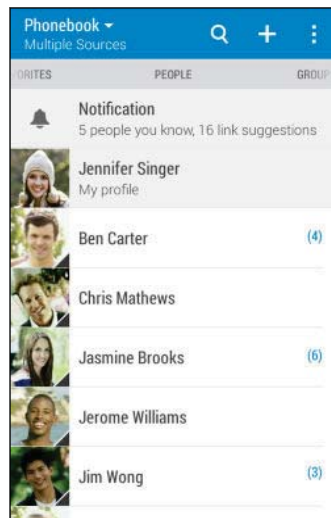 Phonebook
Multiple Sources
ORITES PEOPLE GROUP
Notification
5 people you know, 16 link suggestions
Jennifer Singer
My profile
Ben Carter (4)
Chris Mathews
Jasmine Brooks (6)
Jerome Williams
Jim Wong (3)